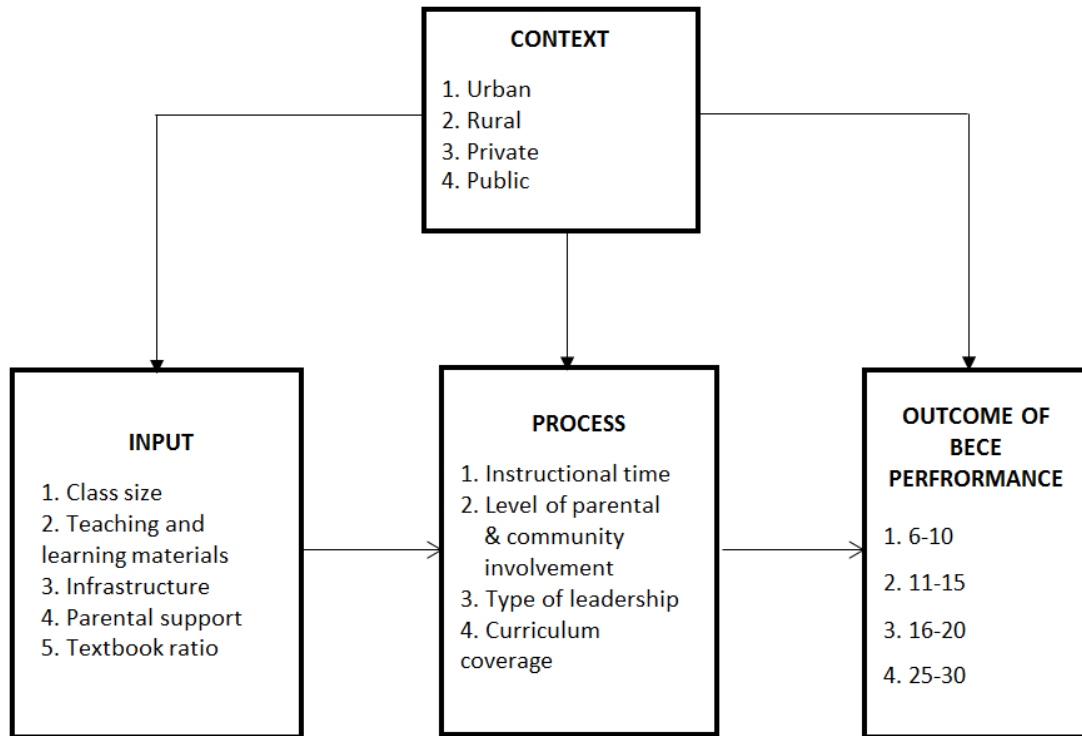 CONTEXT
1. Urban
2. Rural
3. Private
4. Public
INPUT
1. Class size
2. Teaching and
learning materials
3. Infrastructure
4. Parental support
5. Textbook ratio
PROCESS
1. Instructional time
2. Level of parental
& community
involvement
3. Type of leadership
4. Curriculum
coverage
OUTCOME OF
BECE
PERFRORMANCE
1. 6-10
2. 11-15
3. 16-20
4. 25-30